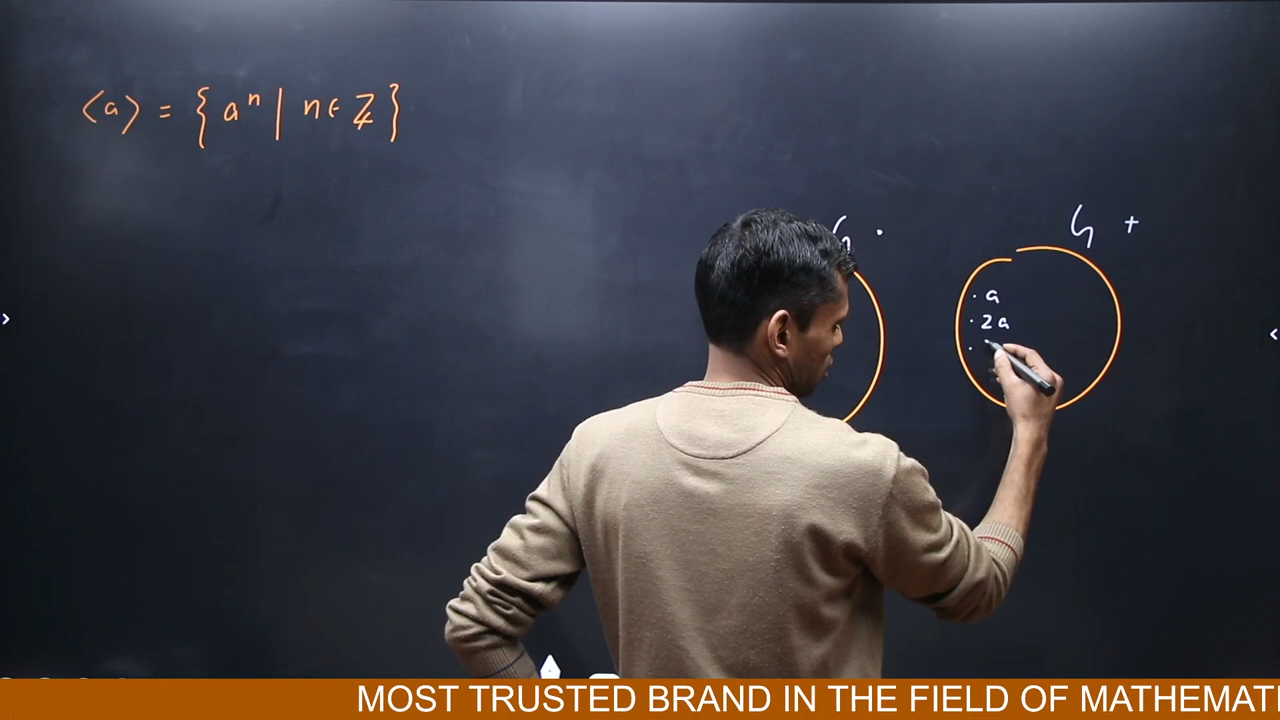 ⟨a⟩ = { aⁿ | n ∈ ℤ }
G ·
G +
· a
· 2a
·
MOST TRUSTED BRAND IN THE FIELD OF MATHEMATI